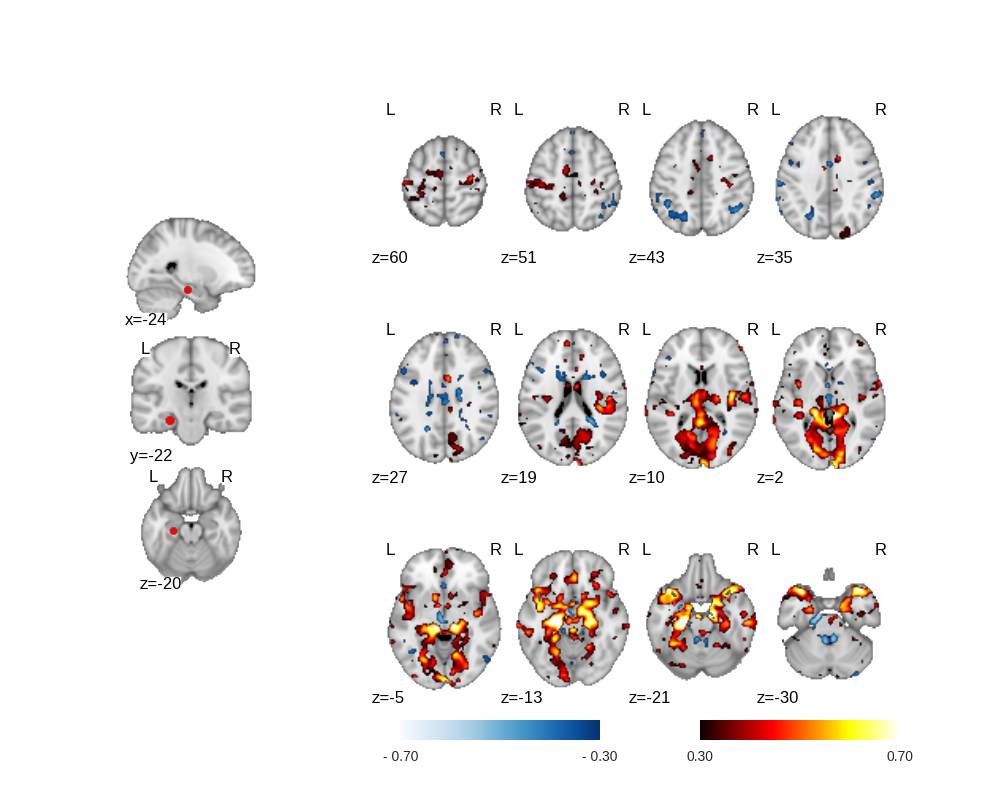 L R L R L R L R
z=60 z=51 z=43 z=35
x=-24
L R L R L R L R
L R
y=-22
z=27 z=19 z=10 z=2
L R
L R L R L R L R
z=-20
z=-5 z=-13 z=-21 z=-30
- 0.70 - 0.30 0.30 0.70